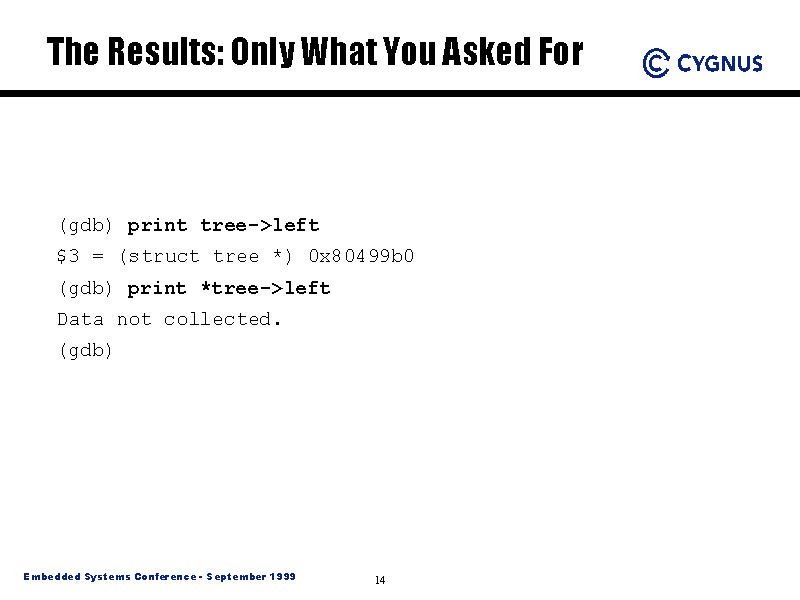 The Results: Only What You Asked For
CYGNUS
(gdb) print tree->left
$3 = (struct tree *) 0x80499b0
(gdb) print *tree->left
Data not collected.
(gdb)
Embedded Systems Conference - September 1999
14